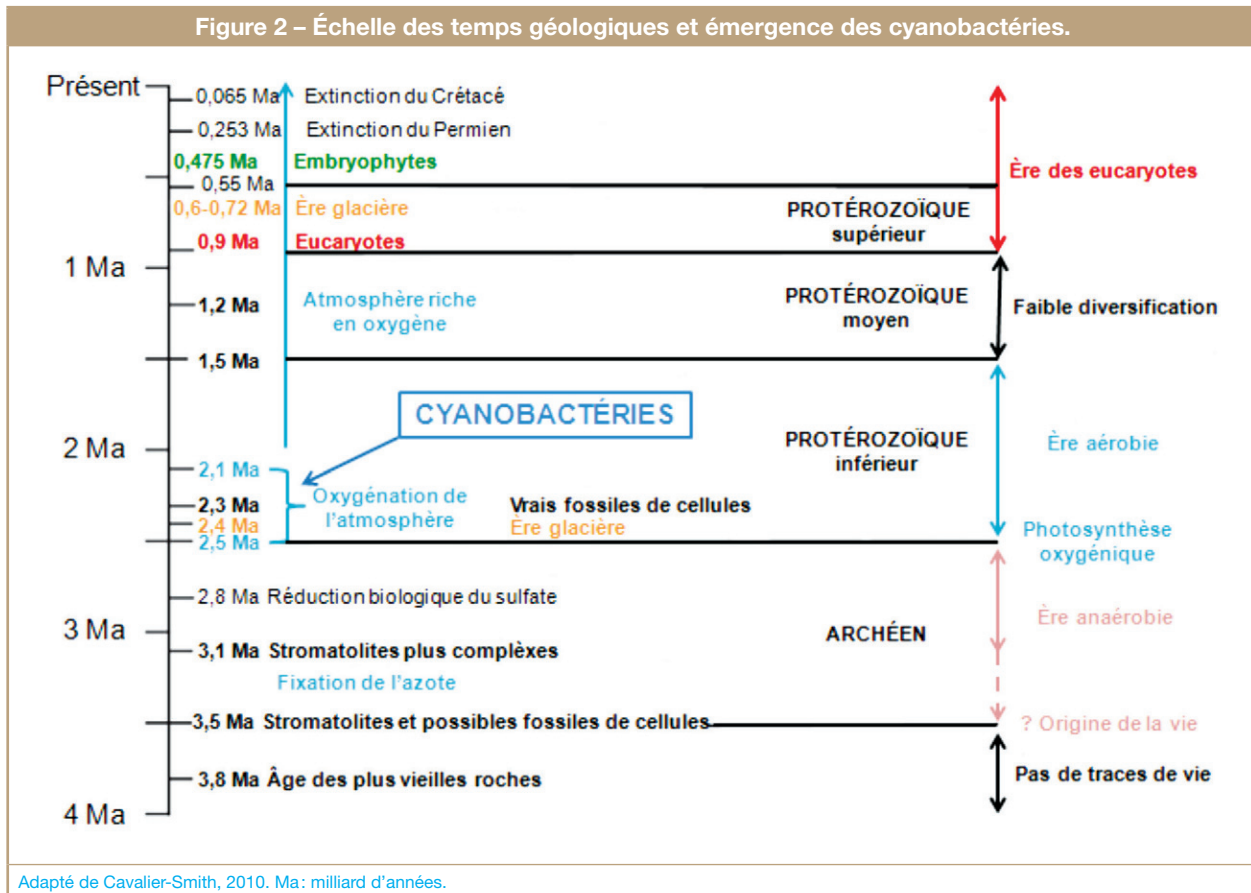 Figure 2 – Échelle des temps géologiques et émergence des cyanobactéries.
Présent
0,065 Ma Extinction du Crétacé
0,253 Ma Extinction du Permien
0,475 Ma Embryophytes
Ère des eucaryotes
0,55 Ma
0,6-0,72 Ma Ère glacière
PROTÉROZOÏQUE
supérieur
0,9 Ma Eucaryotes
1 Ma
1,2 Ma
Atmosphère riche
en oxygène
PROTÉROZOÏQUE
moyen
Faible diversification
1,5 Ma
CYANOBACTÉRIES
2 Ma
PROTÉROZOÏQUE
inférieur
Ère aérobie
2,1 Ma
2,3 Ma
Oxygénation de
l'atmosphère
Vrais fossiles de cellules
2,4 Ma
Ère glacière
2,5 Ma
Photosynthèse
oxygénique
2,8 Ma Réduction biologique du sulfate
Ère anaérobie
3 Ma
ARCHÉEN
3,1 Ma Stromatolites plus complexes
Fixation de l'azote
3,5 Ma Stromatolites et possibles fossiles de cellules
? Origine de la vie
3,8 Ma Âge des plus vieilles roches
Pas de traces de vie
4 Ma
Adapté de Cavalier-Smith, 2010. Ma : milliard d'années.